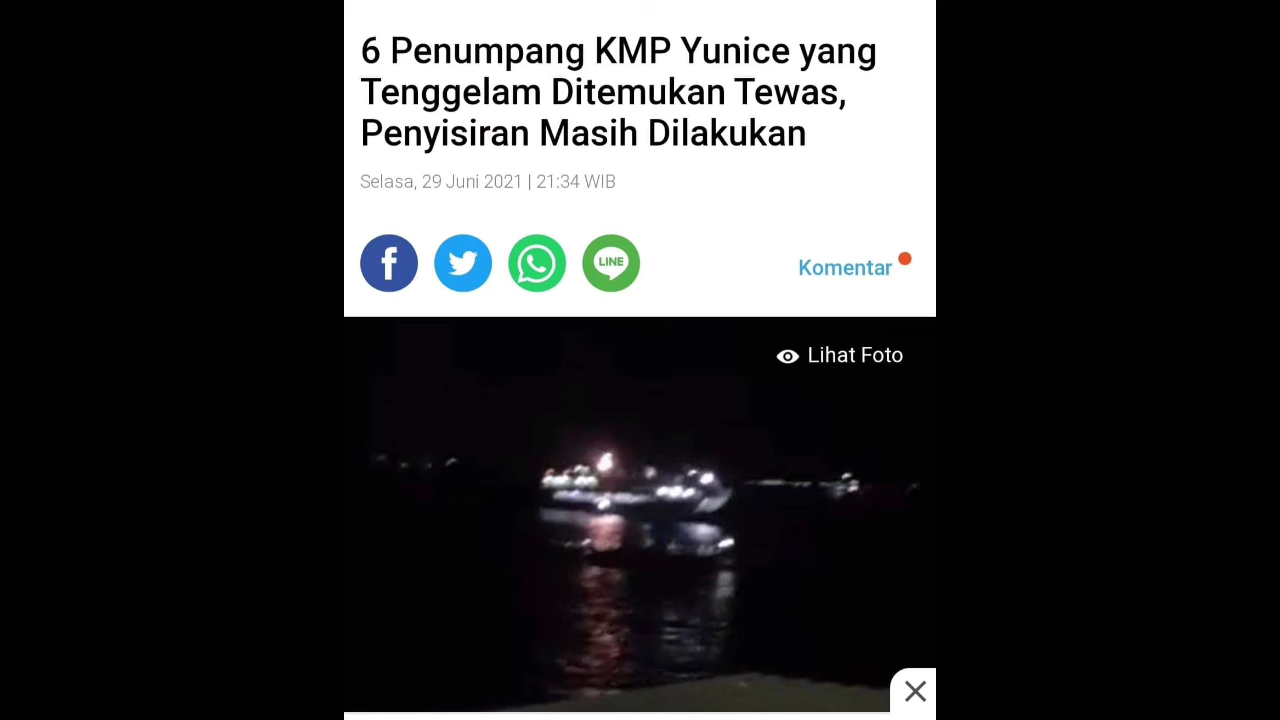 6 Penumpang KMP Yunice yang
Tenggelam Ditemukan Tewas,
Penyisiran Masih Dilakukan
Selasa, 29 Juni 2021 | 21:34 WIB
LINE
Komentar
Lihat Foto